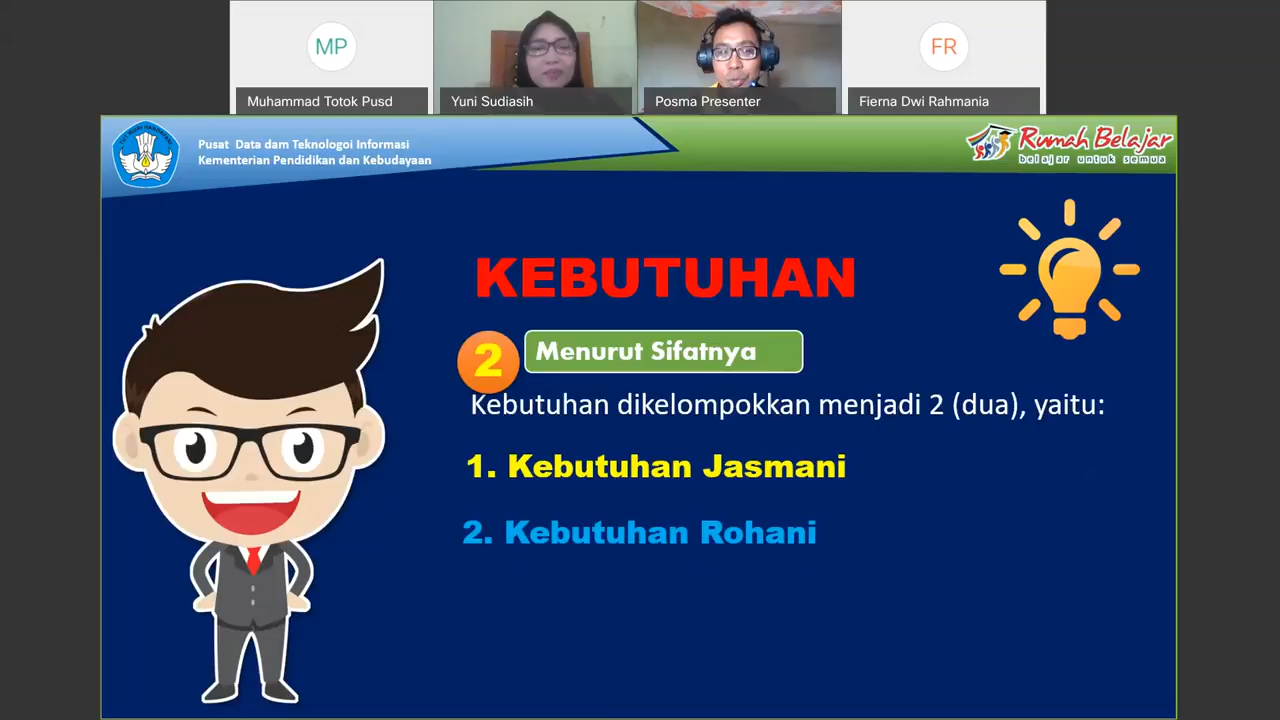 MP
FR
Muhammad Totok Pusd
Yuni Sudiasih
Posma Presenter
Fierna Dwi Rahmania
Pusat Data dam Teknologoi Informasi
Kementerian Pendidikan dan Kebudayaan
Rumah Belajar
belajar untuk semua
KEBUTUHAN
2
Menurut Sifatnya
Kebutuhan dikelompokkan menjadi 2 (dua), yaitu:
1. Kebutuhan Jasmani
2. Kebutuhan Rohani